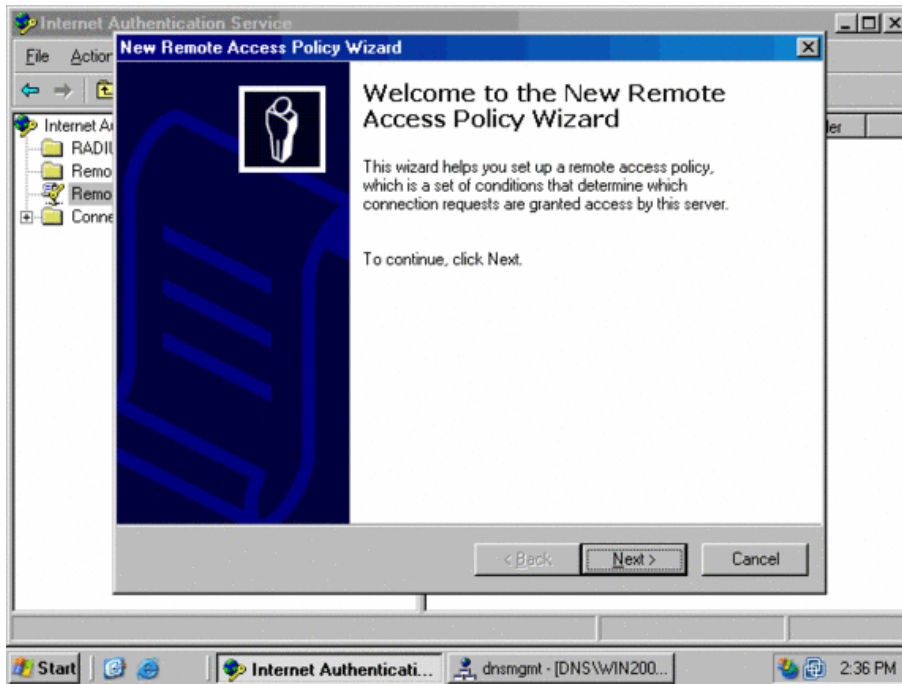 Internet Authentication Service
File Action
New Remote Access Policy Wizard
Internet Au
RADIU
Remo
Remo
Conne
Welcome to the New Remote
Access Policy Wizard
This wizard helps you set up a remote access policy,
which is a set of conditions that determine which
connection requests are granted access by this server.
To continue, click Next.
der
< Back
Next >
Cancel
Start
Internet Authenticati...
dnsmgmt - [DNS\WIN200...
2:36 PM